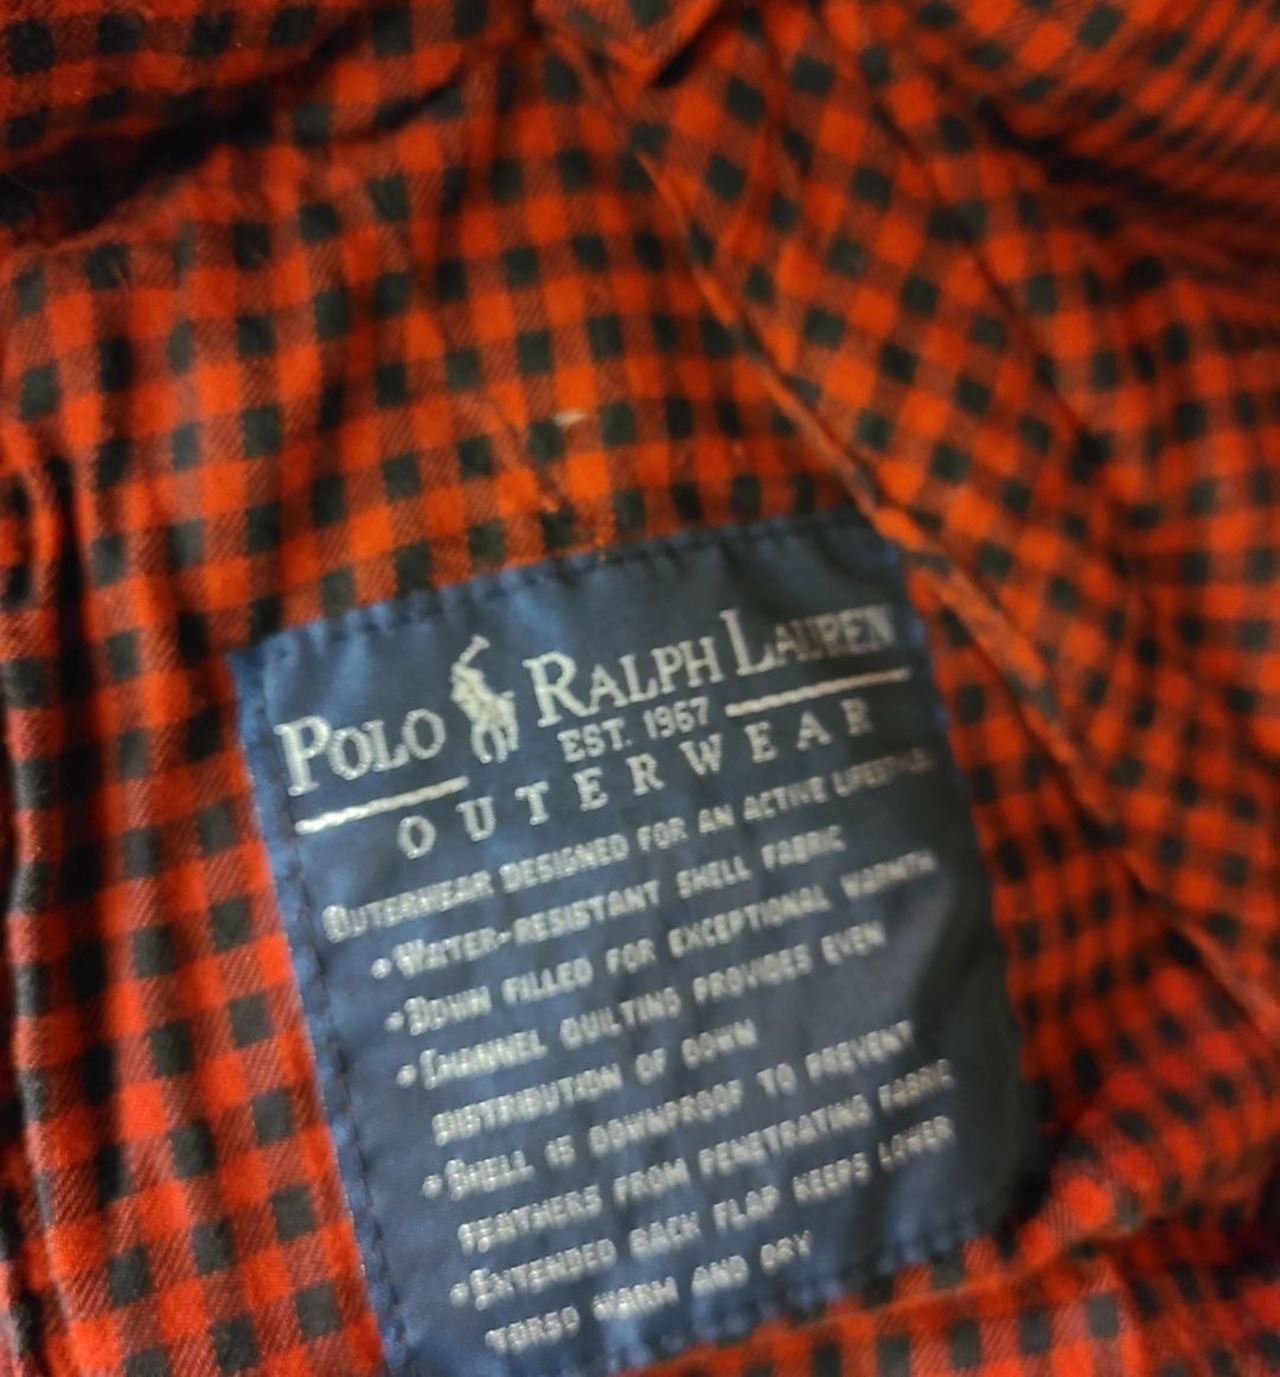 POLO RALPH LAUREN
EST. 1967
OUTERWEAR
OUTERWEAR DESIGNED FOR AN ACTIVE LIFESTYLE
• WATER-RESISTANT SHELL FABRIC
• DOWN FILLED FOR EXCEPTIONAL WARMTH
• CHANNEL QUILTING PROVIDES EVEN
DISTRIBUTION OF DOWN
• SHELL IS DOWNPROOF TO PREVENT
FEATHERS FROM PENETRATING FABRIC
• EXTENDED BACK FLAP KEEPS LOWER
TORSO WARM AND DRY